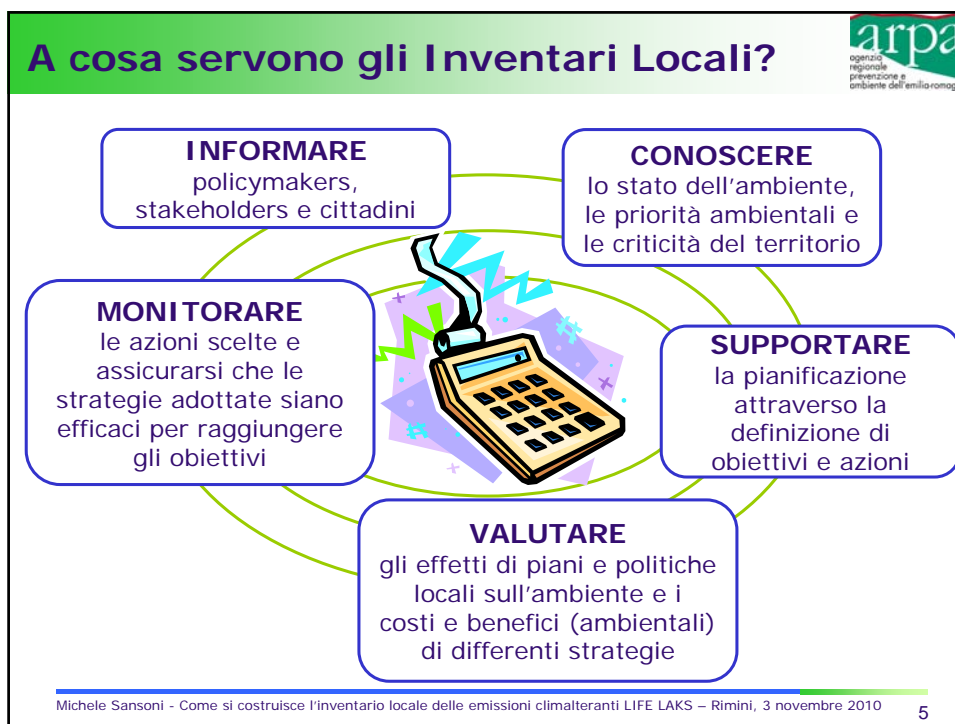 A cosa servono gli Inventari Locali?
arpa
agenzia
regionale
prevenzione e
ambiente dell'emilia-romag
INFORMARE
policymakers,
stakeholders e cittadini
CONOSCERE
lo stato dell'ambiente,
le priorità ambientali e
le criticità del territorio
MONITORARE
le azioni scelte e
assicurarsi che le
strategie adottate siano
efficaci per raggiungere
gli obiettivi
SUPPORTARE
la pianificazione
attraverso la
definizione di
obiettivi e azioni
VALUTARE
gli effetti di piani e politiche
locali sull'ambiente e i
costi e benefici (ambientali)
di differenti strategie
Michele Sansoni - Come si costruisce l'inventario locale delle emissioni climalteranti LIFE LAKS – Rimini, 3 novembre 2010
5